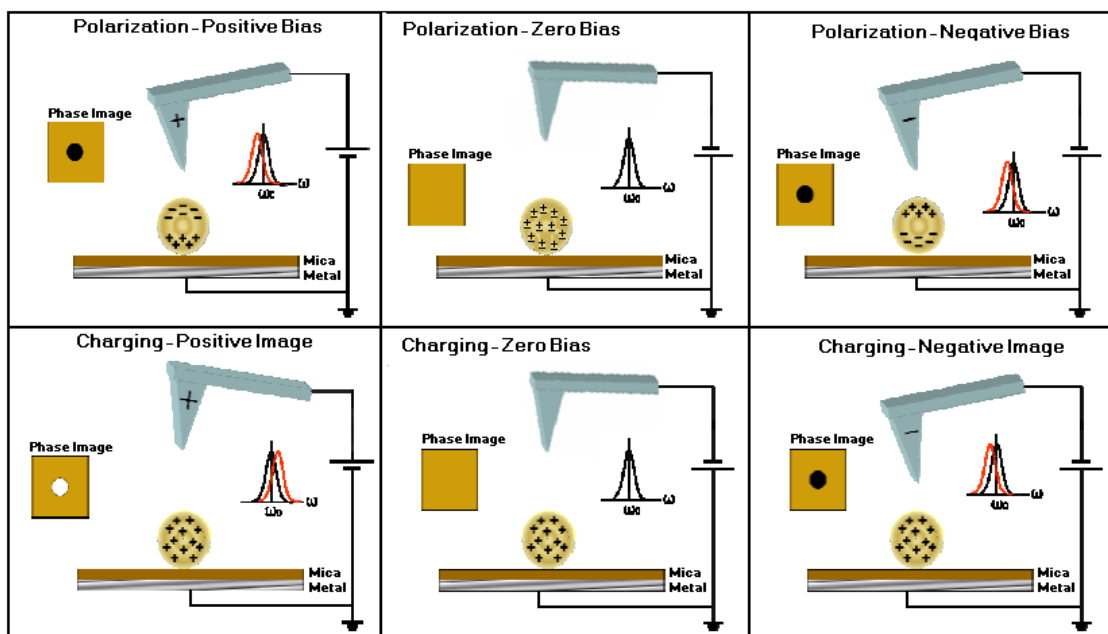 Polarization - Positive Bias
Phase Image
+
ω
ω₀
- - -
- - -
+ + +
+ + +
Mica
Metal
Polarization - Zero Bias
Phase Image
ω
ω₀
± ±
± ± ±
± ± ± ±
± ± ±
± ±
Mica
Metal
Polarization - Negative Bias
Phase Image
-
ω
ω₀
+ + + +
+ +
- -
- - -
Mica
Metal
Charging - Positive Image
Phase Image
+
ω
ω₀
+ +
+ + +
+ + +
+ + +
+
Mica
Metal
Charging - Zero Bias
Phase Image
ω
ω₀
+ +
+ + +
+ + +
+ + +
+
Mica
Metal
Charging - Negative Image
Phase Image
-
ω
ω₀
+ +
+ + +
+ + +
+ + +
+
Mica
Metal